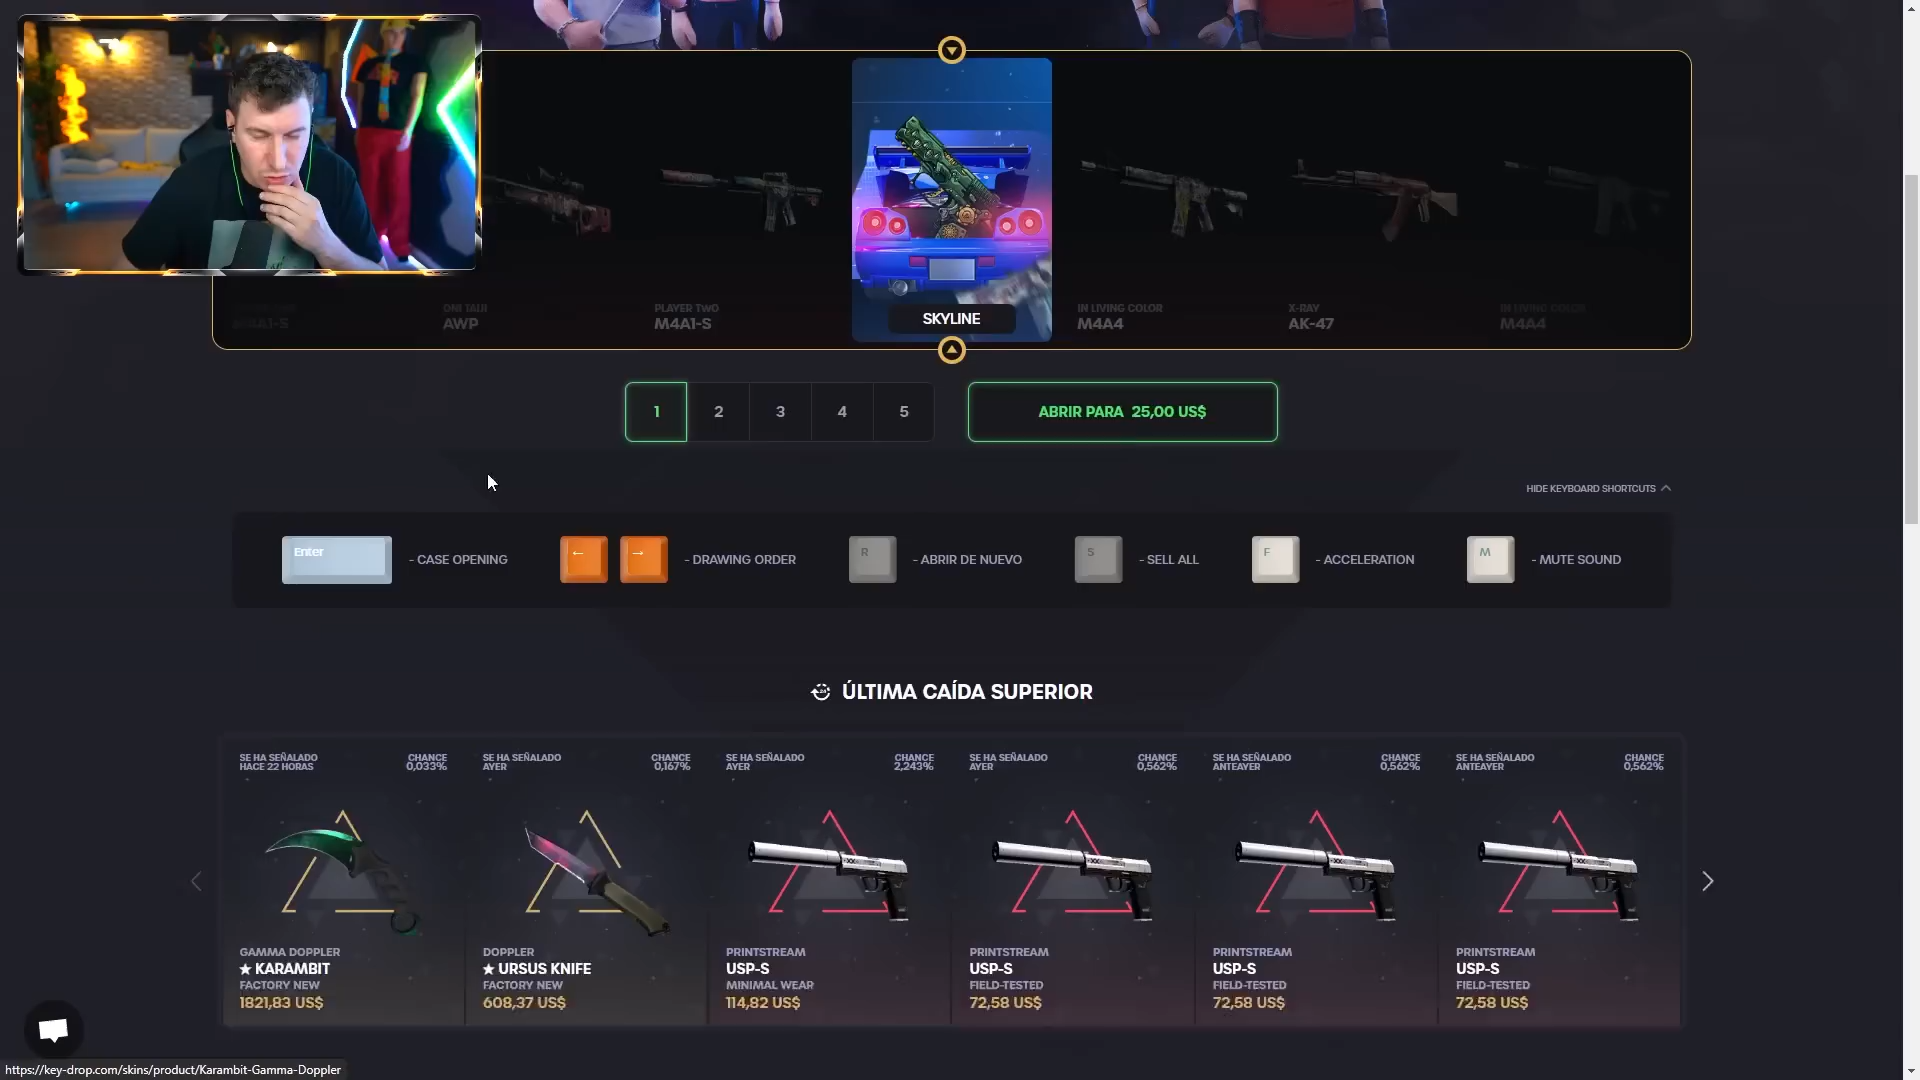 ONI TAIJI
AWP
PLAYER TWO
M4A1-S
SKYLINE
IN LIVING COLOR
M4A4
X-RAY
AK-47
IN LIVING COLOR
M4A4
M4A1-S
1
2
3
4
5
ABRIR PARA 25,00 US$
HIDE KEYBOARD SHORTCUTS
Enter
- CASE OPENING
← →
- DRAWING ORDER
R
- ABRIR DE NUEVO
S
- SELL ALL
F
- ACCELERATION
M
- MUTE SOUND
ÚLTIMA CAÍDA SUPERIOR
SE HA SEÑALADO
HACE 22 HORAS
CHANCE
0,033%
GAMMA DOPPLER
★ KARAMBIT
FACTORY NEW
1821,83 US$
SE HA SEÑALADO
AYER
CHANCE
0,167%
DOPPLER
★ URSUS KNIFE
FACTORY NEW
608,37 US$
SE HA SEÑALADO
AYER
CHANCE
2,243%
PRINTSTREAM
USP-S
MINIMAL WEAR
114,82 US$
SE HA SEÑALADO
AYER
CHANCE
0,562%
PRINTSTREAM
USP-S
FIELD-TESTED
72,58 US$
SE HA SEÑALADO
ANTEAYER
CHANCE
0,562%
PRINTSTREAM
USP-S
FIELD-TESTED
72,58 US$
SE HA SEÑALADO
ANTEAYER
CHANCE
0,562%
PRINTSTREAM
USP-S
FIELD-TESTED
72,58 US$
https://key-drop.com/skins/product/Karambit-Gamma-Doppler